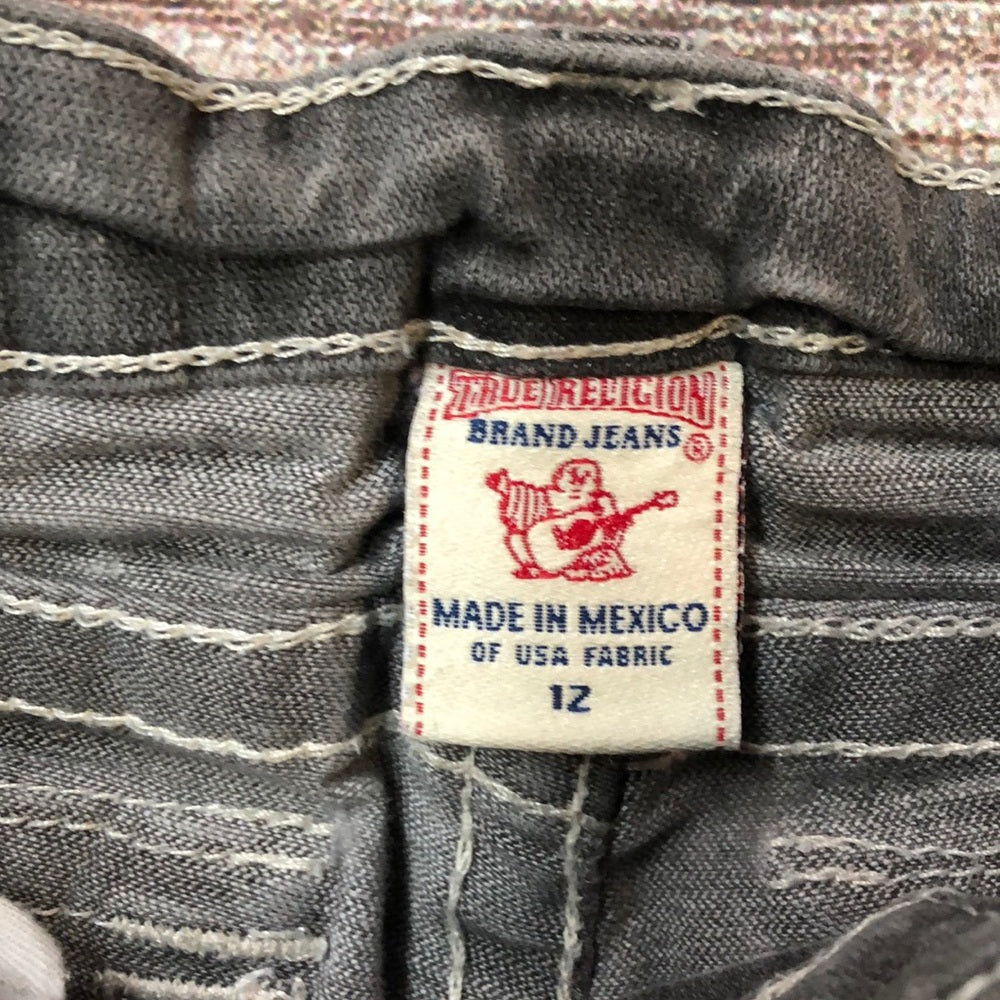 TRUE RELIGION
BRAND JEANS ®
MADE IN MEXICO
OF USA FABRIC
12